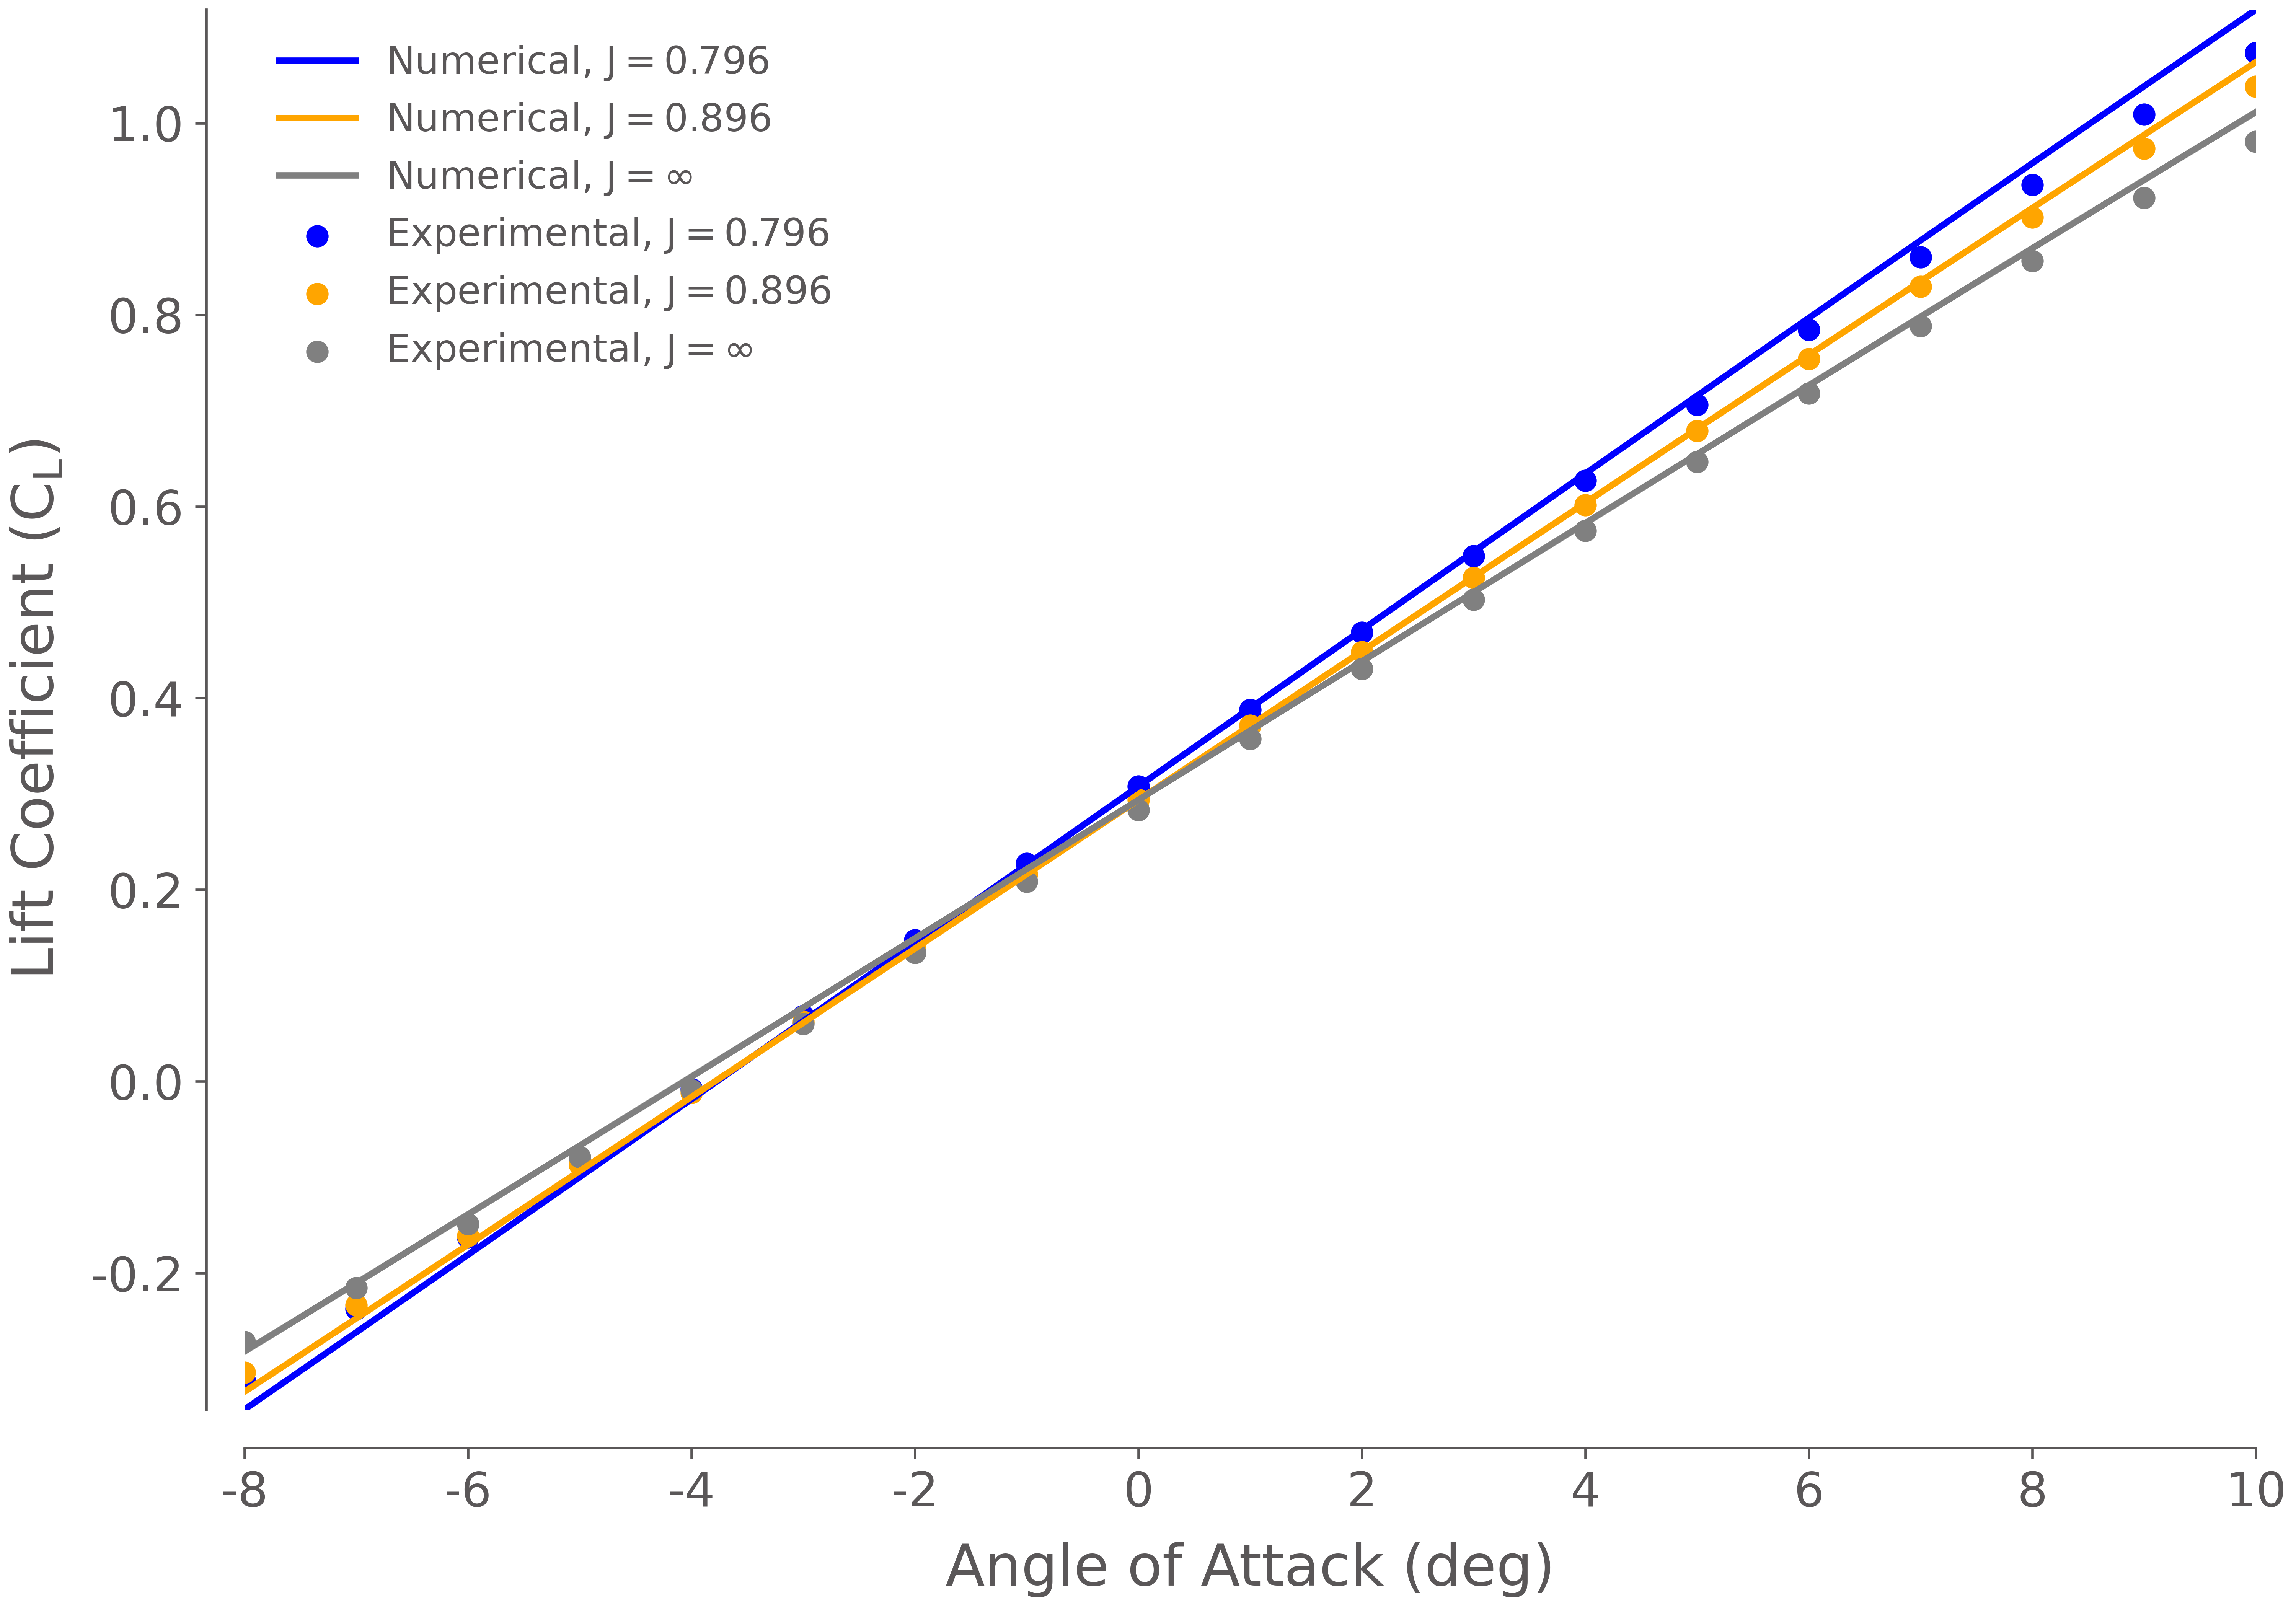 Numerical, J = 0.796
Numerical, J = 0.896
Numerical, J = ∞
Experimental, J = 0.796
Experimental, J = 0.896
Experimental, J = ∞
Lift Coefficient (C_L)
1.0
0.8
0.6
0.4
0.2
0.0
-0.2
-8 -6 -4 -2 0 2 4 6 8 10
Angle of Attack (deg)